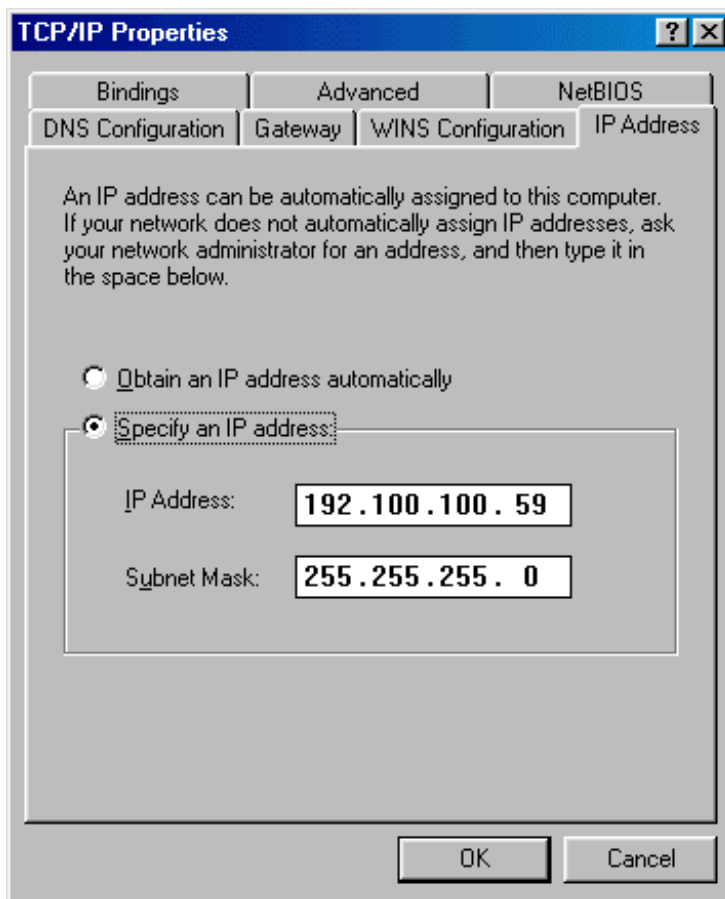 TCP/IP Properties
? X
Bindings Advanced NetBIOS
DNS Configuration Gateway WINS Configuration IP Address
An IP address can be automatically assigned to this computer.
If your network does not automatically assign IP addresses, ask
your network administrator for an address, and then type it in
the space below.
Obtain an IP address automatically
Specify an IP address:
IP Address: 192.100.100. 59
Subnet Mask: 255.255.255. 0
OK Cancel